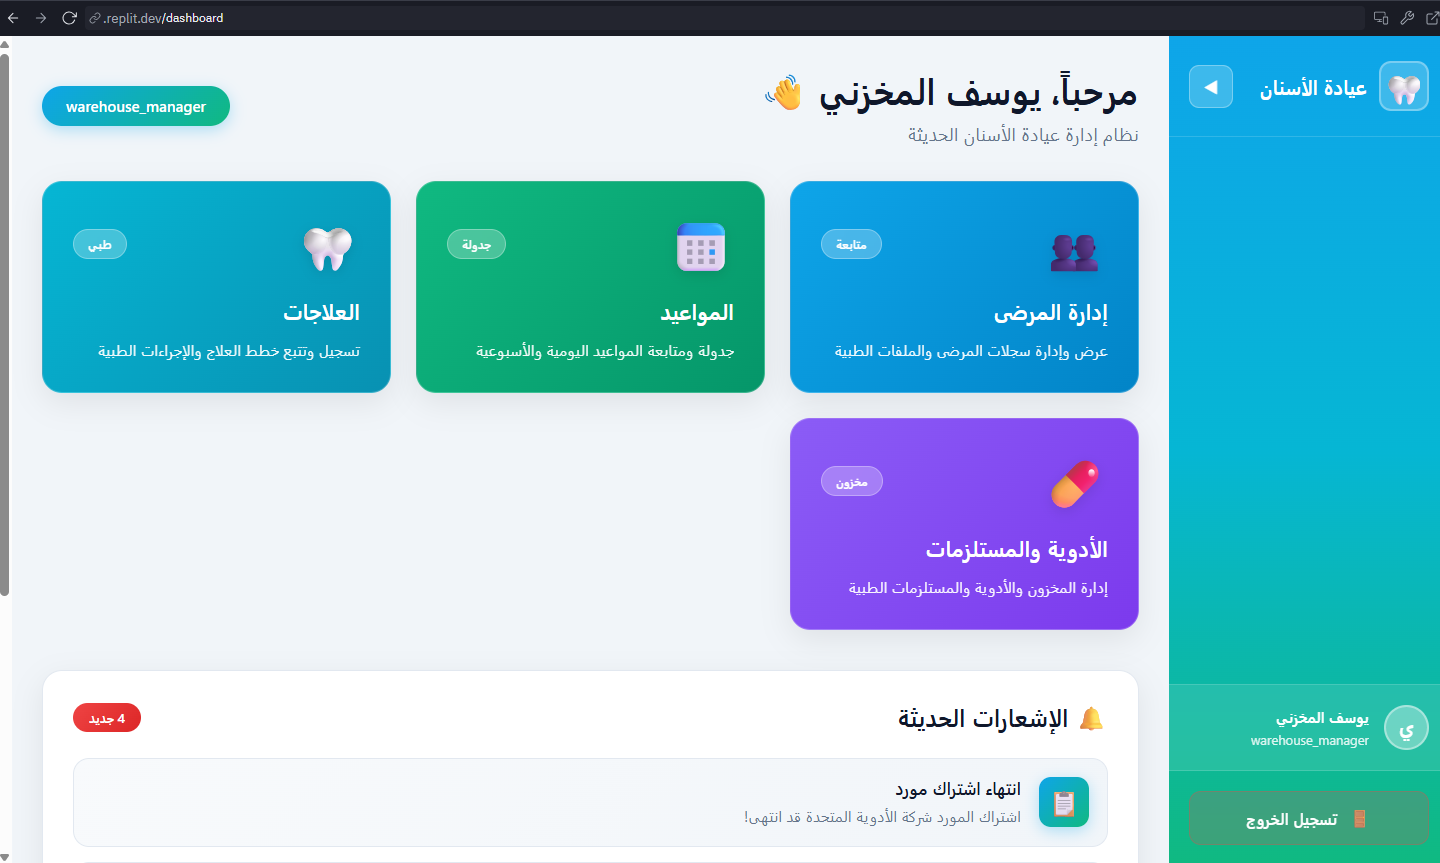 .replit.dev/dashboard
عيادة الأسنان
مرحباً، يوسف المخزني
نظام إدارة عيادة الأسنان الحديثة
warehouse_manager
متابعة
إدارة المرضى
عرض وإدارة سجلات المرضى والملفات الطبية
جدولة
المواعيد
جدولة ومتابعة المواعيد اليومية والأسبوعية
طبي
العلاجات
تسجيل وتتبع خطط العلاج والإجراءات الطبية
مخزون
الأدوية والمستلزمات
إدارة المخزون والأدوية والمستلزمات الطبية
الإشعارات الحديثة
4 جديد
انتهاء اشتراك مورد
اشتراك المورد شركة الأدوية المتحدة قد انتهى!
ي
يوسف المخزني
warehouse_manager
تسجيل الخروج